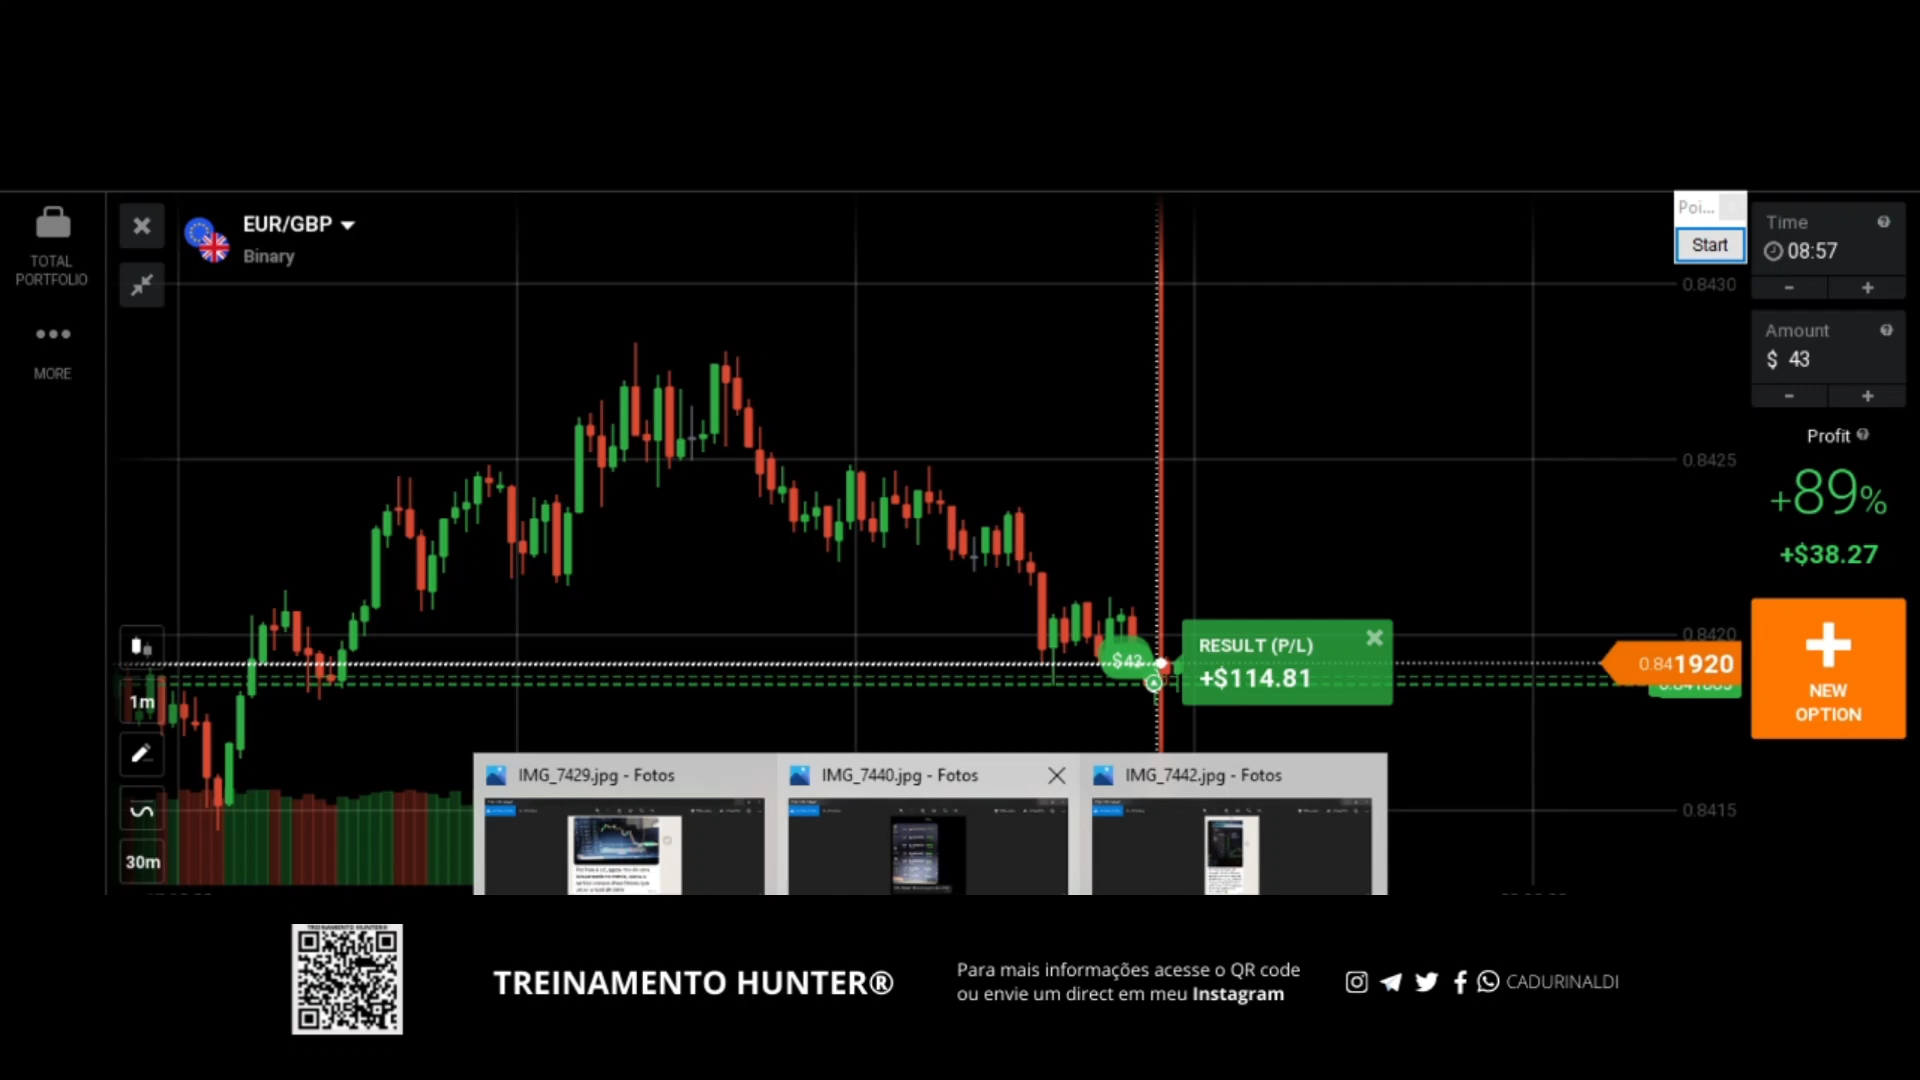 TOTAL
PORTFOLIO
MORE
EUR/GBP
Binary
1m
30m
Poi...
Start
Time
08:57
-
+
Amount
$ 43
-
+
Profit
+89%
+$38.27
NEW
OPTION
0.8430
0.8425
0.8420
0.841920
0.8415
$43
RESULT (P/L)
+$114.81
IMG_7429.jpg - Fotos
IMG_7440.jpg - Fotos
IMG_7442.jpg - Fotos
TREINAMENTO HUNTER®
Para mais informações acesse o QR code
ou envie um direct em meu Instagram
CADURINALDI